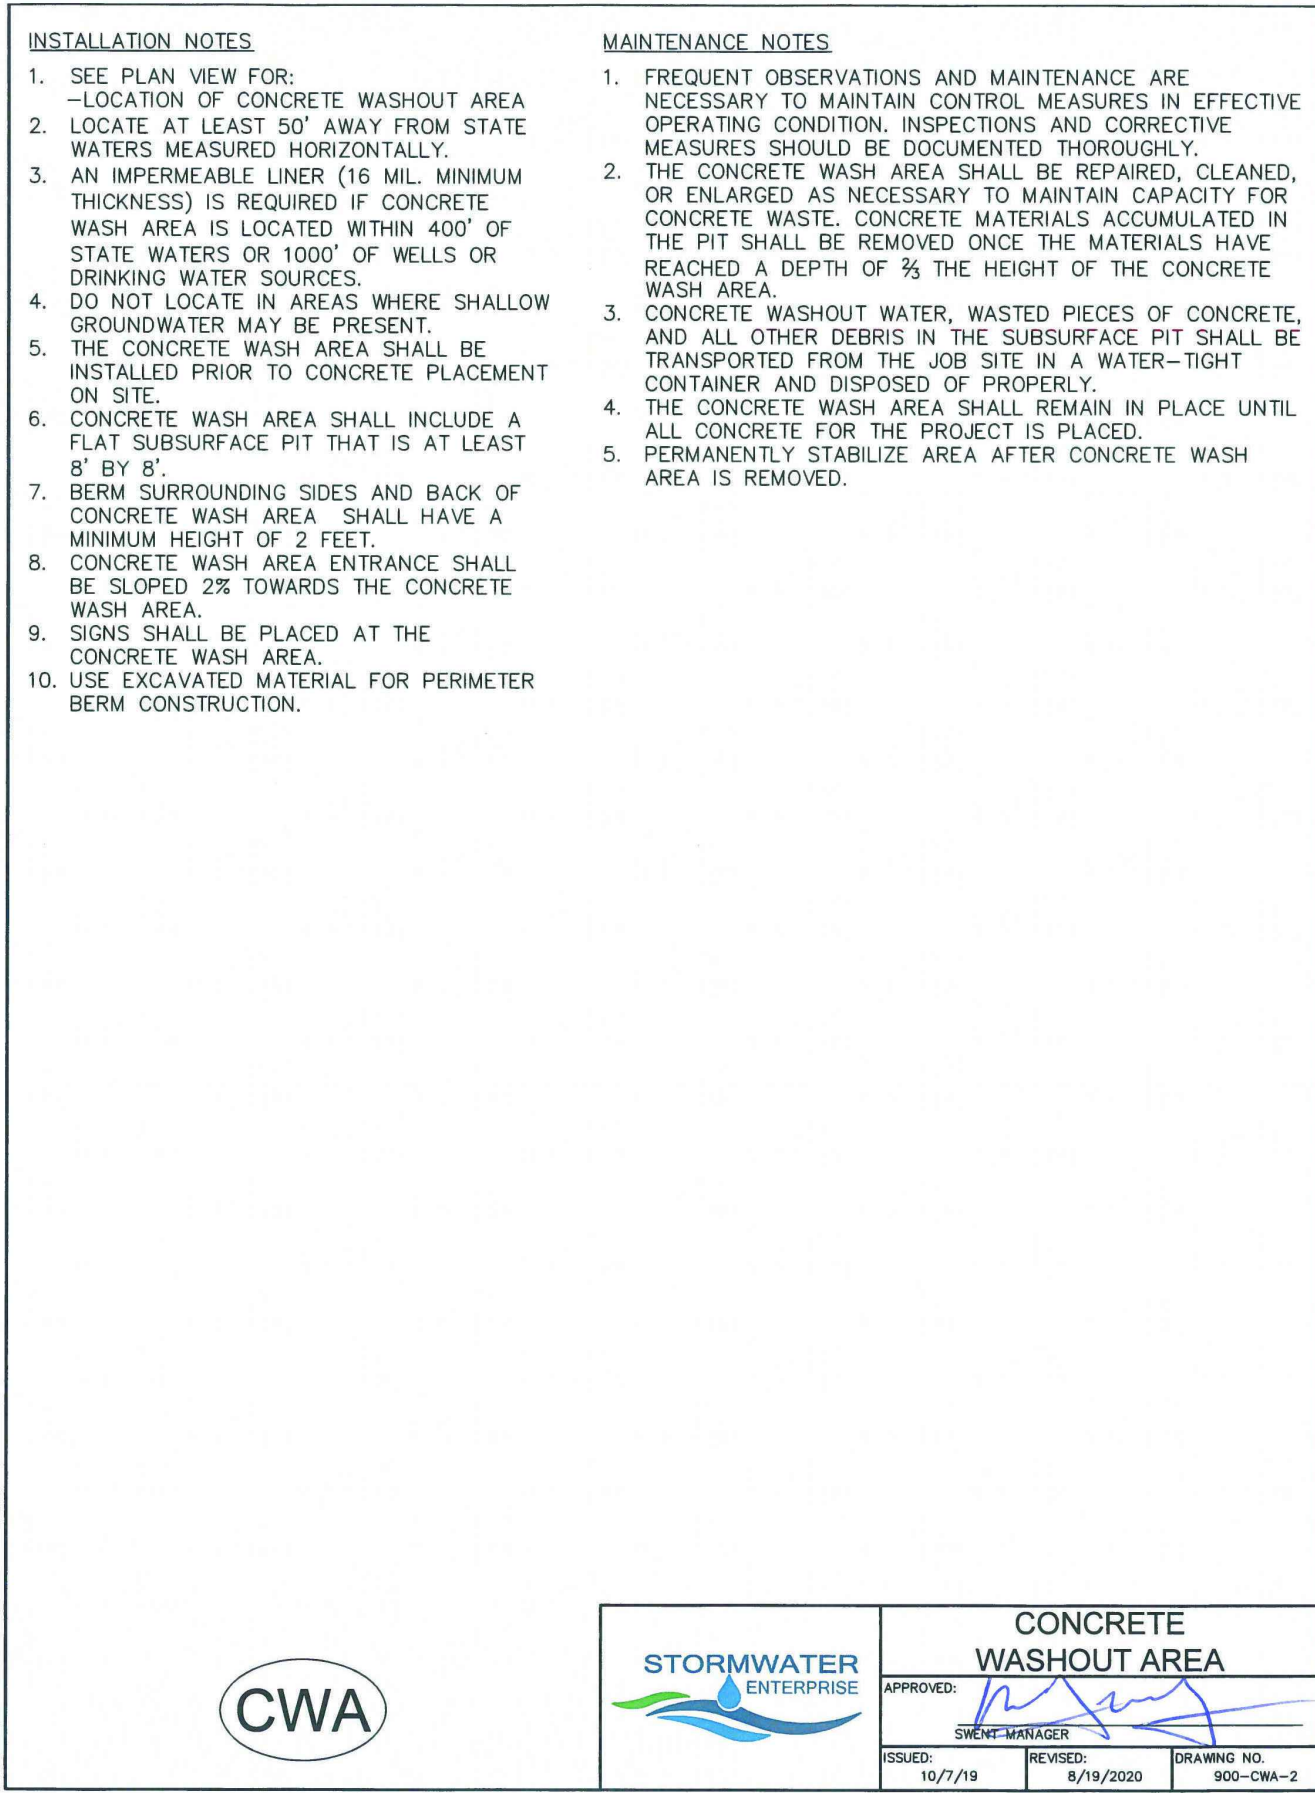 INSTALLATION NOTES
1. SEE PLAN VIEW FOR:
-LOCATION OF CONCRETE WASHOUT AREA
2. LOCATE AT LEAST 50' AWAY FROM STATE
WATERS MEASURED HORIZONTALLY.
3. AN IMPERMEABLE LINER (16 MIL. MINIMUM
THICKNESS) IS REQUIRED IF CONCRETE
WASH AREA IS LOCATED WITHIN 400' OF
STATE WATERS OR 1000' OF WELLS OR
DRINKING WATER SOURCES.
4. DO NOT LOCATE IN AREAS WHERE SHALLOW
GROUNDWATER MAY BE PRESENT.
5. THE CONCRETE WASH AREA SHALL BE
INSTALLED PRIOR TO CONCRETE PLACEMENT
ON SITE.
6. CONCRETE WASH AREA SHALL INCLUDE A
FLAT SUBSURFACE PIT THAT IS AT LEAST
8' BY 8'.
7. BERM SURROUNDING SIDES AND BACK OF
CONCRETE WASH AREA SHALL HAVE A
MINIMUM HEIGHT OF 2 FEET.
8. CONCRETE WASH AREA ENTRANCE SHALL
BE SLOPED 2% TOWARDS THE CONCRETE
WASH AREA.
9. SIGNS SHALL BE PLACED AT THE
CONCRETE WASH AREA.
10. USE EXCAVATED MATERIAL FOR PERIMETER
BERM CONSTRUCTION.
MAINTENANCE NOTES
1. FREQUENT OBSERVATIONS AND MAINTENANCE ARE
NECESSARY TO MAINTAIN CONTROL MEASURES IN EFFECTIVE
OPERATING CONDITION. INSPECTIONS AND CORRECTIVE
MEASURES SHOULD BE DOCUMENTED THOROUGHLY.
2. THE CONCRETE WASH AREA SHALL BE REPAIRED, CLEANED,
OR ENLARGED AS NECESSARY TO MAINTAIN CAPACITY FOR
CONCRETE WASTE. CONCRETE MATERIALS ACCUMULATED IN
THE PIT SHALL BE REMOVED ONCE THE MATERIALS HAVE
REACHED A DEPTH OF ⅔ THE HEIGHT OF THE CONCRETE
WASH AREA.
3. CONCRETE WASHOUT WATER, WASTED PIECES OF CONCRETE,
AND ALL OTHER DEBRIS IN THE SUBSURFACE PIT SHALL BE
TRANSPORTED FROM THE JOB SITE IN A WATER-TIGHT
CONTAINER AND DISPOSED OF PROPERLY.
4. THE CONCRETE WASH AREA SHALL REMAIN IN PLACE UNTIL
ALL CONCRETE FOR THE PROJECT IS PLACED.
5. PERMANENTLY STABILIZE AREA AFTER CONCRETE WASH
AREA IS REMOVED.
CWA
STORMWATER
ENTERPRISE
CONCRETE
WASHOUT AREA
APPROVED:
SWENT MANAGER
ISSUED:
10/7/19
REVISED:
8/19/2020
DRAWING NO.
900-CWA-2